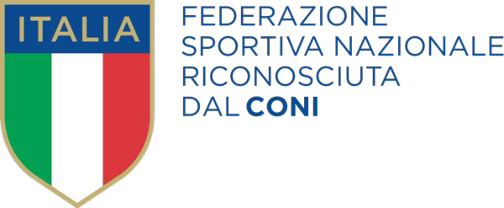 ITALIA
FEDERAZIONE
SPORTIVA NAZIONALE
RICONOSCIUTA
DAL CONI